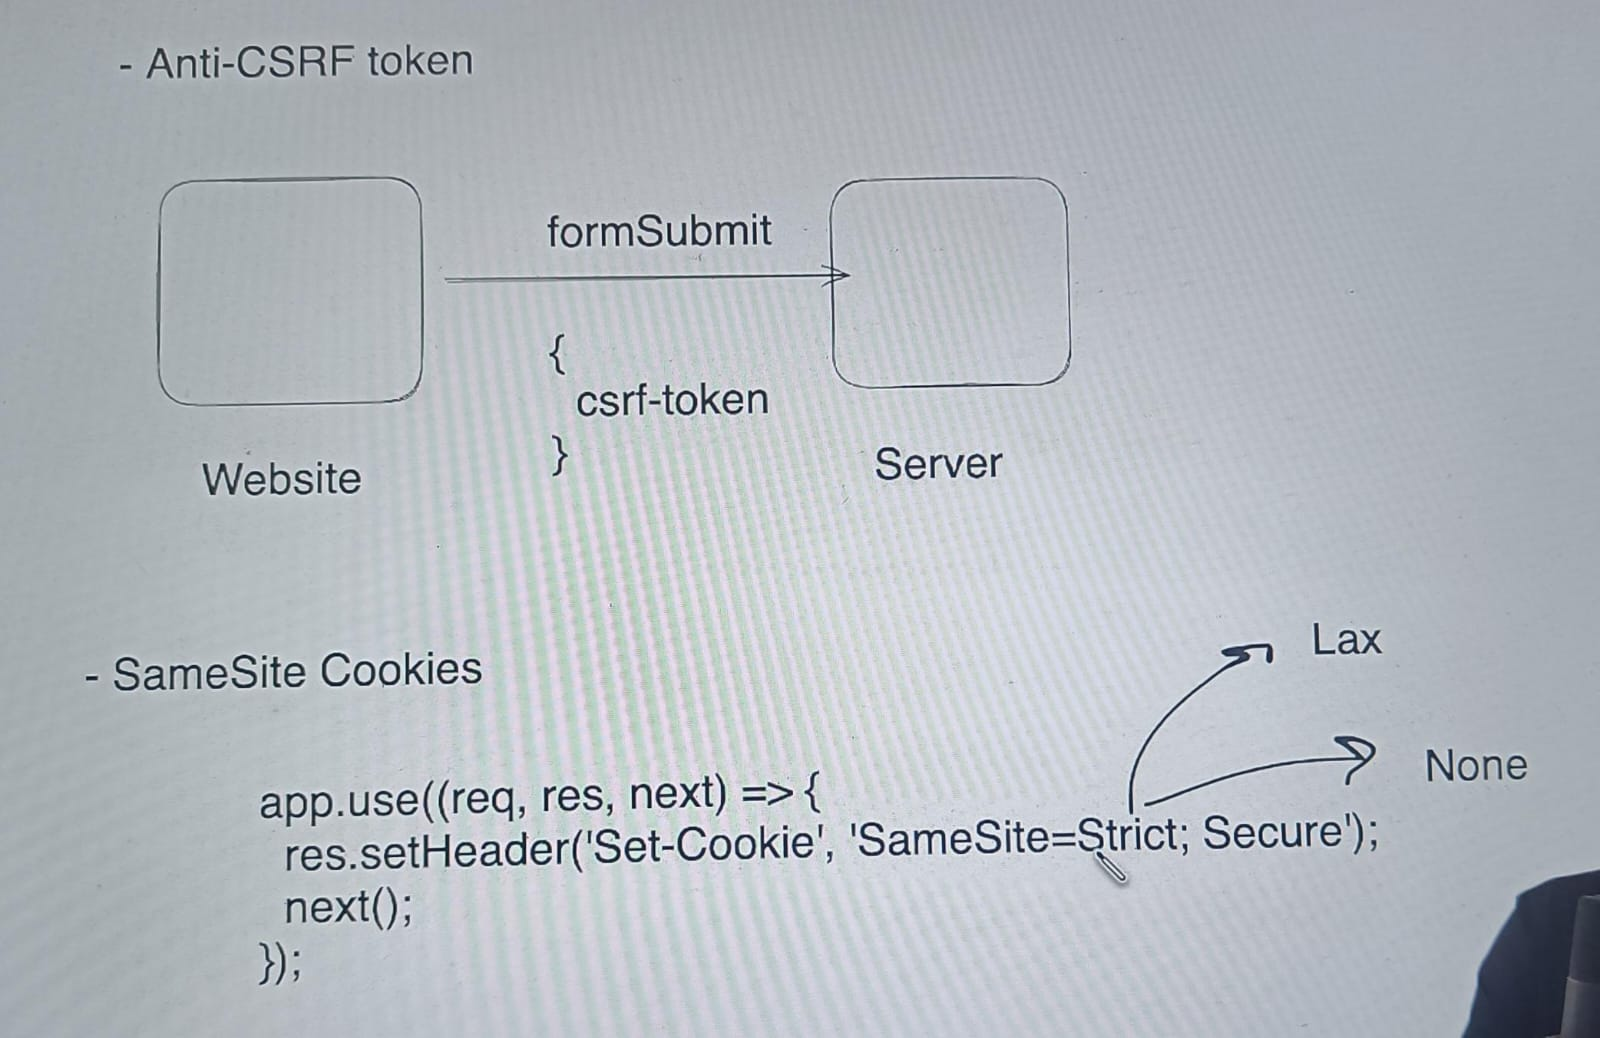 - Anti-CSRF token
formSubmit
{
csrf-token
}
Website
Server
- SameSite Cookies
Lax
None
app.use((req, res, next) => {
res.setHeader('Set-Cookie', 'SameSite=Strict; Secure');
next();
});